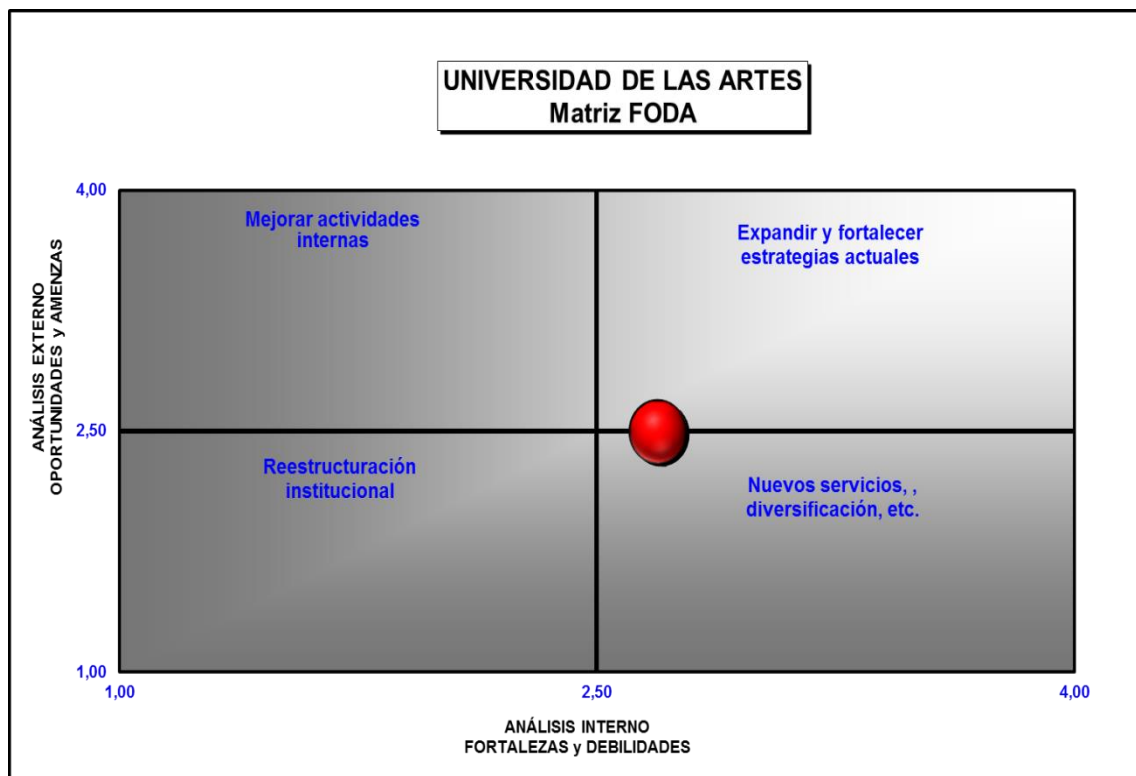 UNIVERSIDAD DE LAS ARTES
Matriz FODA
4,00
Mejorar actividades
internas
Expandir y fortalecer
estrategias actuales
ANÁLISIS EXTERNO
OPORTUNIDADES y AMENZAS
2,50
Reestructuración
institucional
Nuevos servicios, ,
diversificación, etc.
1,00
1,00
2,50
4,00
ANÁLISIS INTERNO
FORTALEZAS y DEBILIDADES